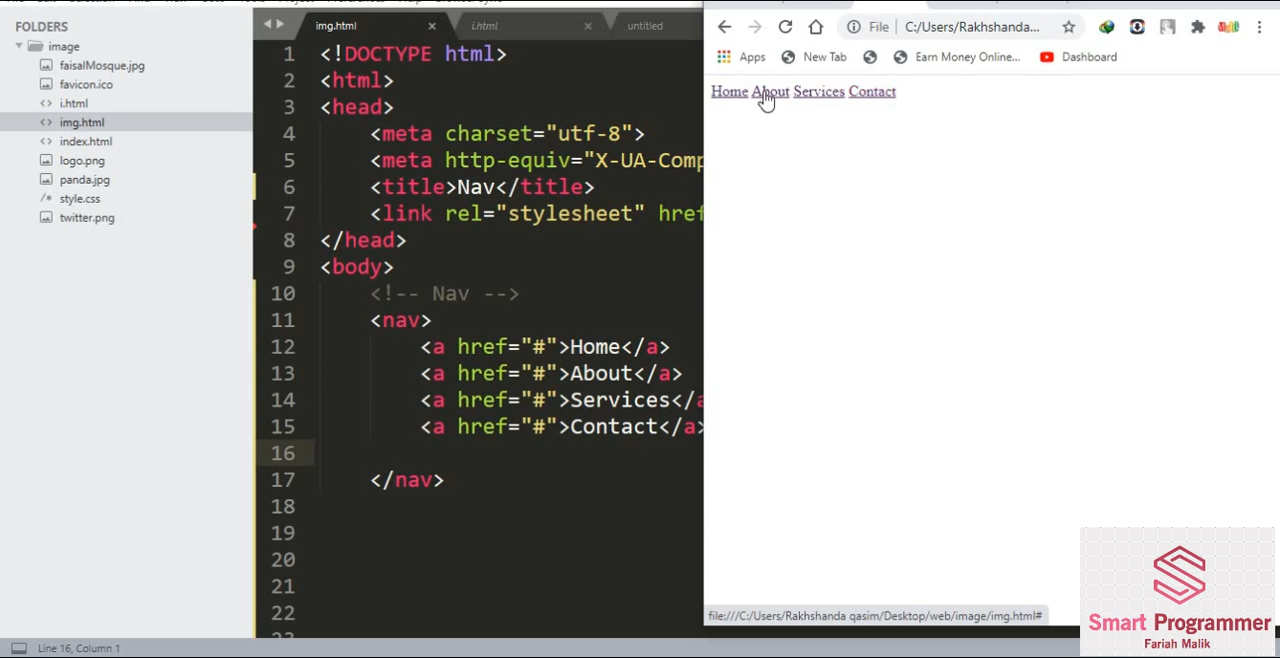 FOLDERS
image
faisalMosque.jpg
favicon.ico
i.html
img.html
index.html
logo.png
panda.jpg
style.css
twitter.png
img.html
i.html
untitled
1 <!DOCTYPE html>
2 <html>
3 <head>
4 <meta charset="utf-8">
5 <meta http-equiv="X-UA-Comp
6 <title>Nav</title>
7 <link rel="stylesheet" href
8 </head>
9 <body>
10 <!-- Nav -->
11 <nav>
12 <a href="#">Home</a>
13 <a href="#">About</a>
14 <a href="#">Services</a
15 <a href="#">Contact</a>
16
17 </nav>
18
19
20
21
22
File C:/Users/Rakhshanda...
Apps New Tab Earn Money Online... Dashboard
Home About Services Contact
file:///C:/Users/Rakhshanda qasim/Desktop/web/image/img.html#
Smart Programmer
Fariah Malik
Line 16, Column 1